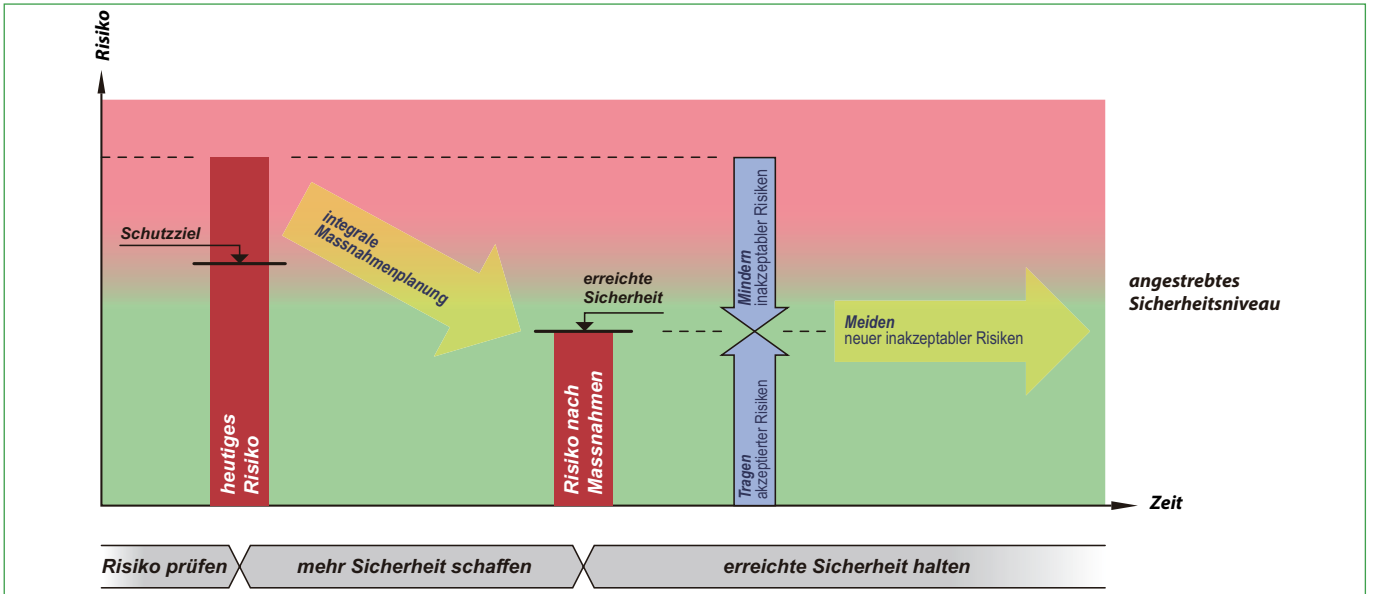 Risiko
Schutzziel
heutiges
Risiko
integrale
Massnahmenplanung
erreichte
Sicherheit
Risiko nach
Massnahmen
Mindern
inakzeptabler Risiken
Tragen
akzeptierter Risiken
Meiden
neuer inakzeptabler Risiken
angestrebtes
Sicherheitsniveau
Zeit
Risiko prüfen
mehr Sicherheit schaffen
erreichte Sicherheit halten